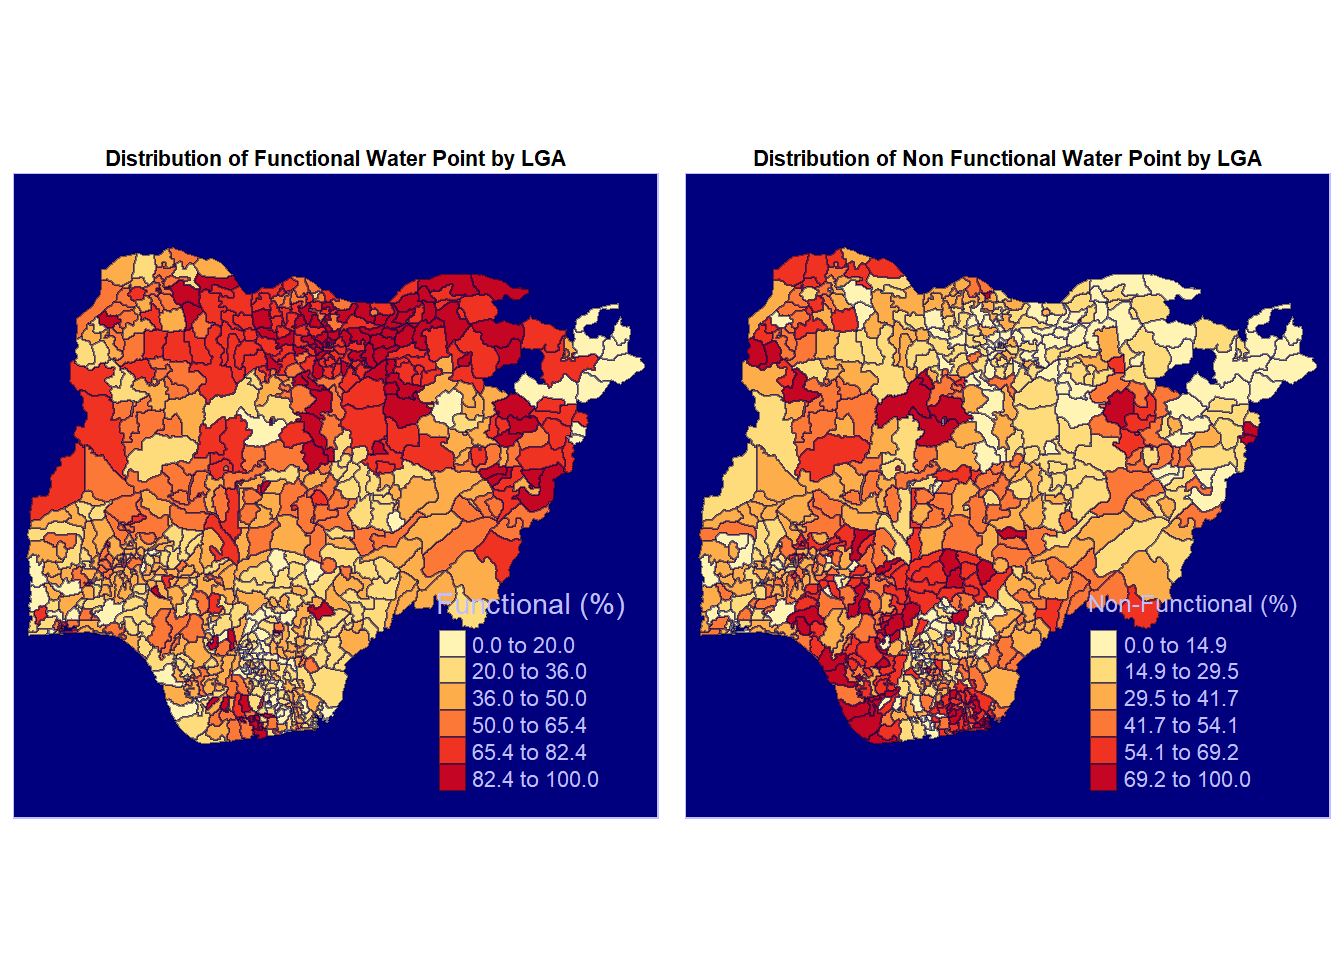 Distribution of Functional Water Point by LGA
Functional (%)
0.0 to 20.0
20.0 to 36.0
36.0 to 50.0
50.0 to 65.4
65.4 to 82.4
82.4 to 100.0
Distribution of Non Functional Water Point by LGA
Non-Functional (%)
0.0 to 14.9
14.9 to 29.5
29.5 to 41.7
41.7 to 54.1
54.1 to 69.2
69.2 to 100.0